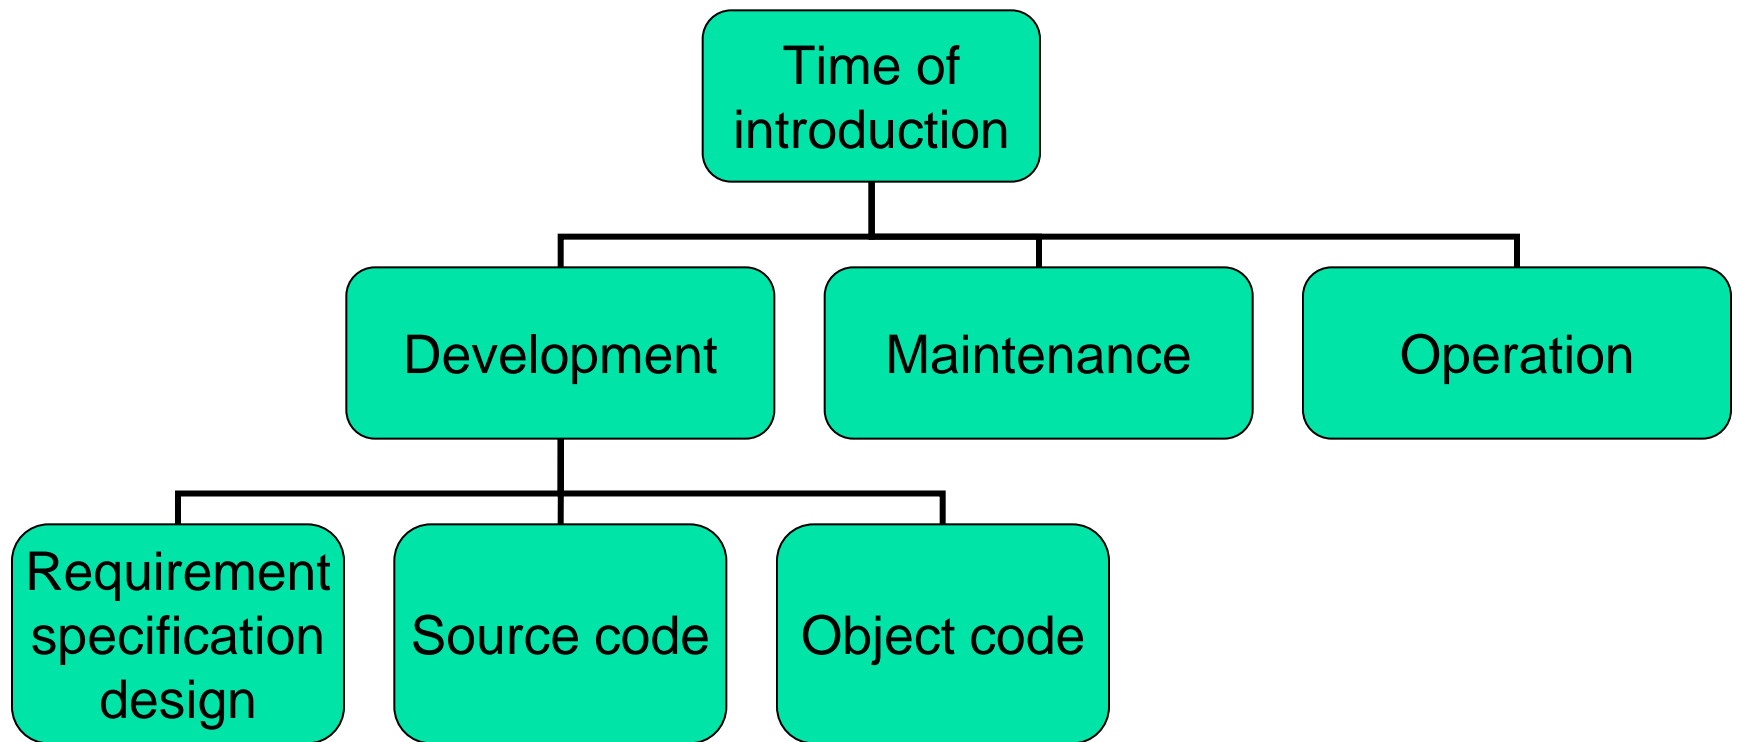 Time of
introduction
Development
Maintenance
Operation
Requirement
specification
design
Source code
Object code